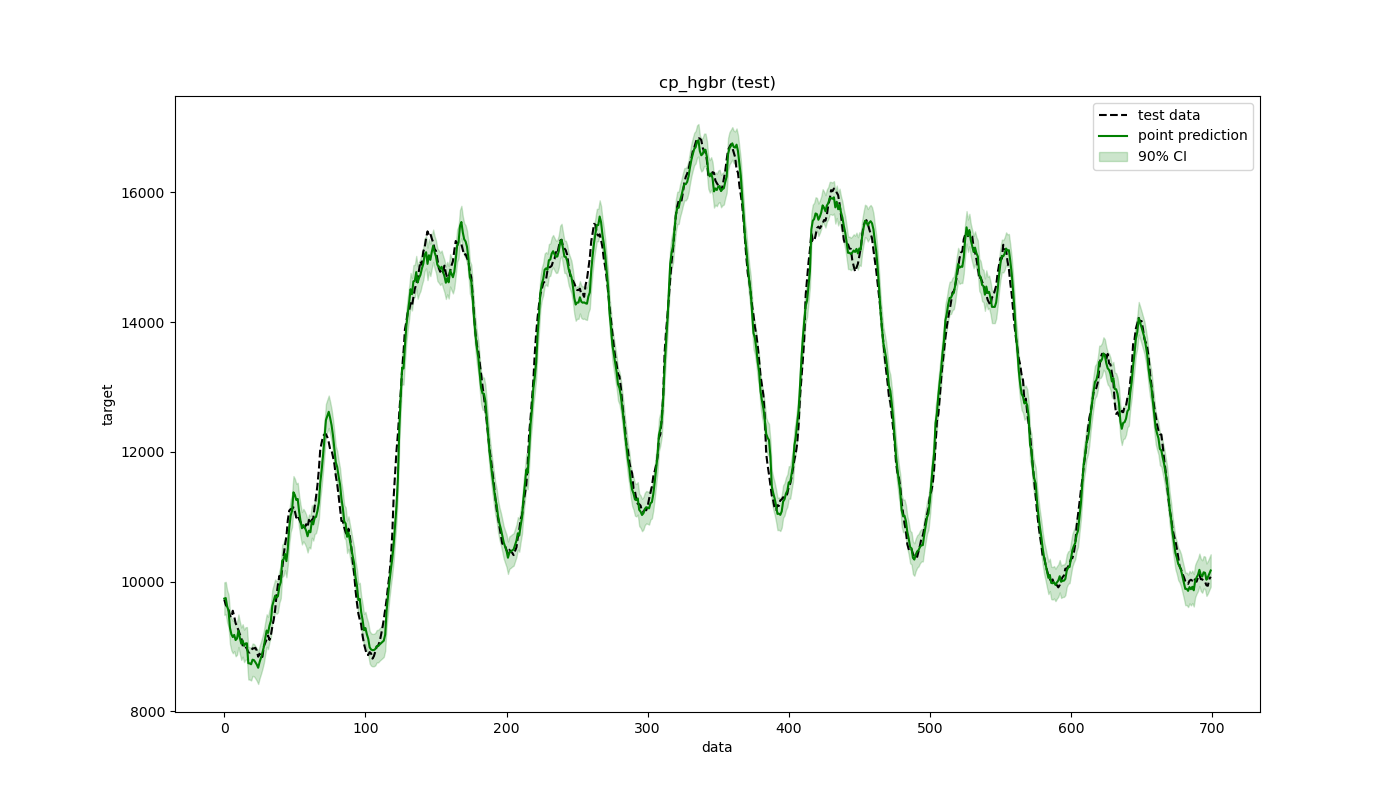 cp_hgbr (test)
test data
point prediction
90% CI
target
16000
14000
12000
10000
8000
0 100 200 300 400 500 600 700
data